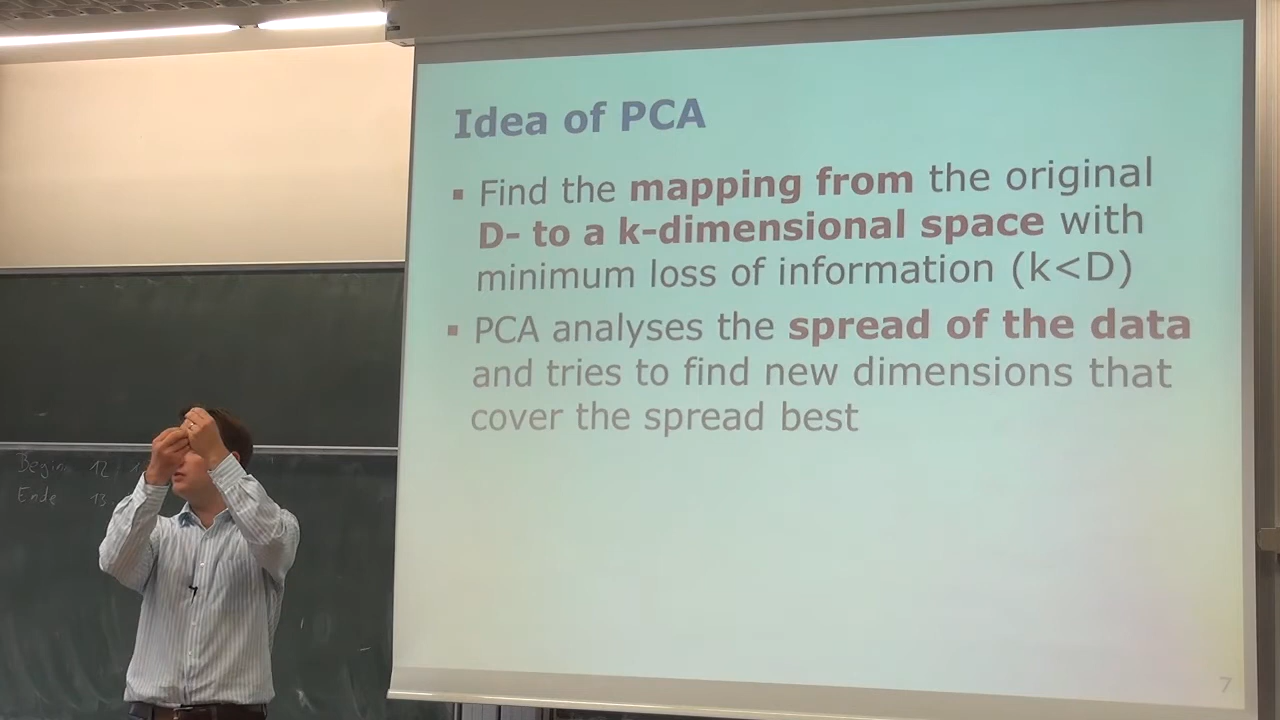 Idea of PCA
▪ Find the mapping from the original
D- to a k-dimensional space with
minimum loss of information (k<D)
▪ PCA analyses the spread of the data
and tries to find new dimensions that
cover the spread best
7
Begin 12
Ende 13